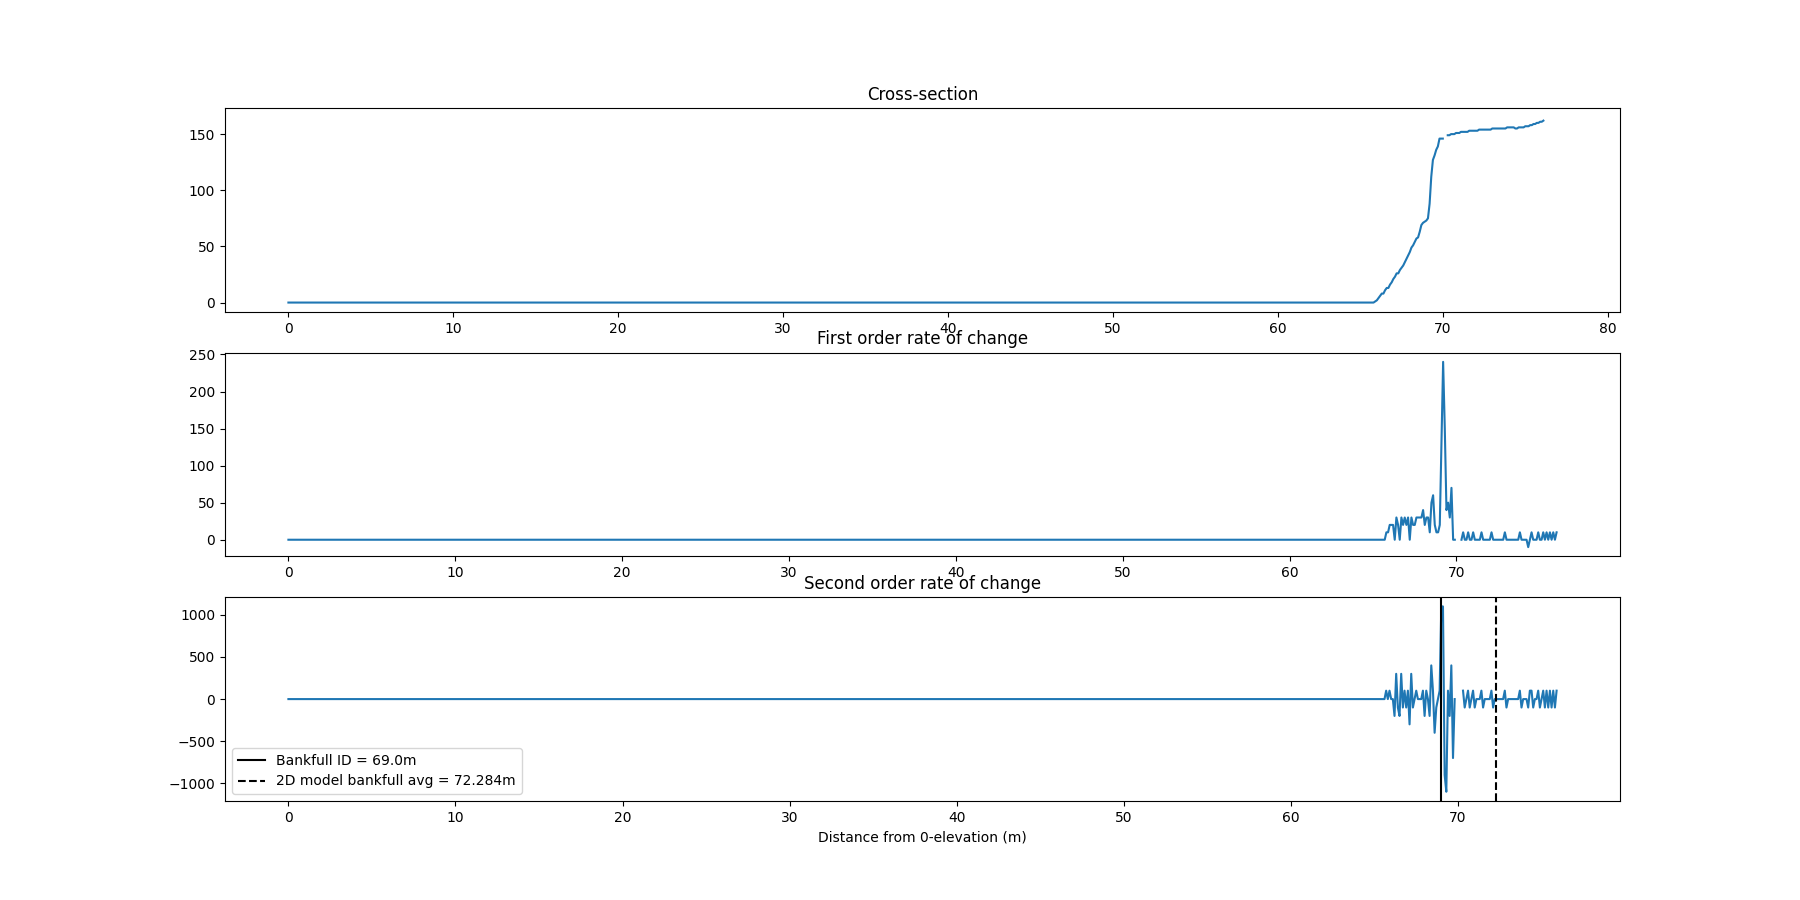 Cross-section
150
100
50
0
0 10 20 30 40 50 60 70 80
First order rate of change
250
200
150
100
50
0
0 10 20 30 40 50 60 70
Second order rate of change
1000
500
0
−500
−1000
Bankfull ID = 69.0m
2D model bankfull avg = 72.284m
0 10 20 30 40 50 60 70
Distance from 0-elevation (m)